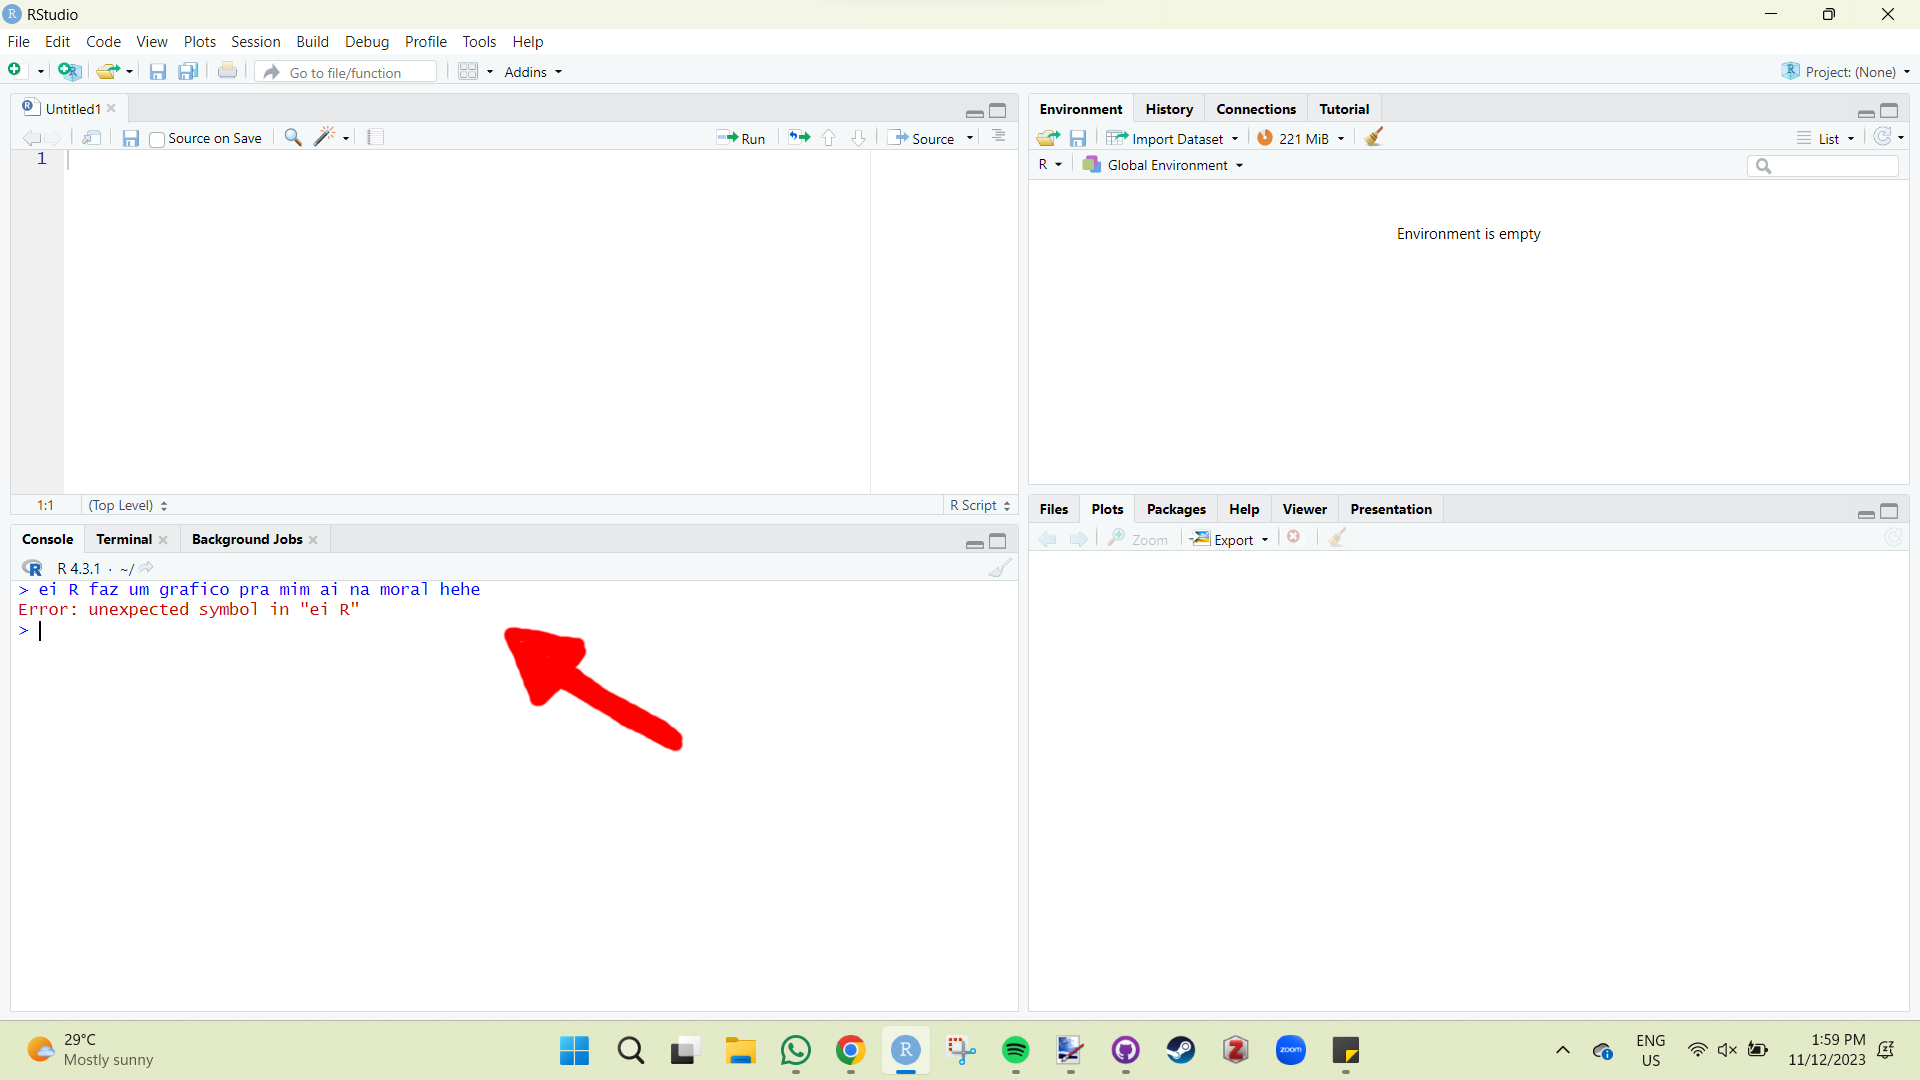 RStudio
File Edit Code View Plots Session Build Debug Profile Tools Help
Go to file/function Addins Project: (None)
Untitled1
Source on Save Run Source
1
1:1 (Top Level) R Script
Console Terminal Background Jobs
R 4.3.1 · ~/
> ei R faz um grafico pra mim ai na moral hehe
Error: unexpected symbol in "ei R"
>
Environment History Connections Tutorial
Import Dataset 221 MiB List
R Global Environment
Environment is empty
Files Plots Packages Help Viewer Presentation
Zoom Export
29°C
Mostly sunny
zoom
ENG
US
1:59 PM
11/12/2023